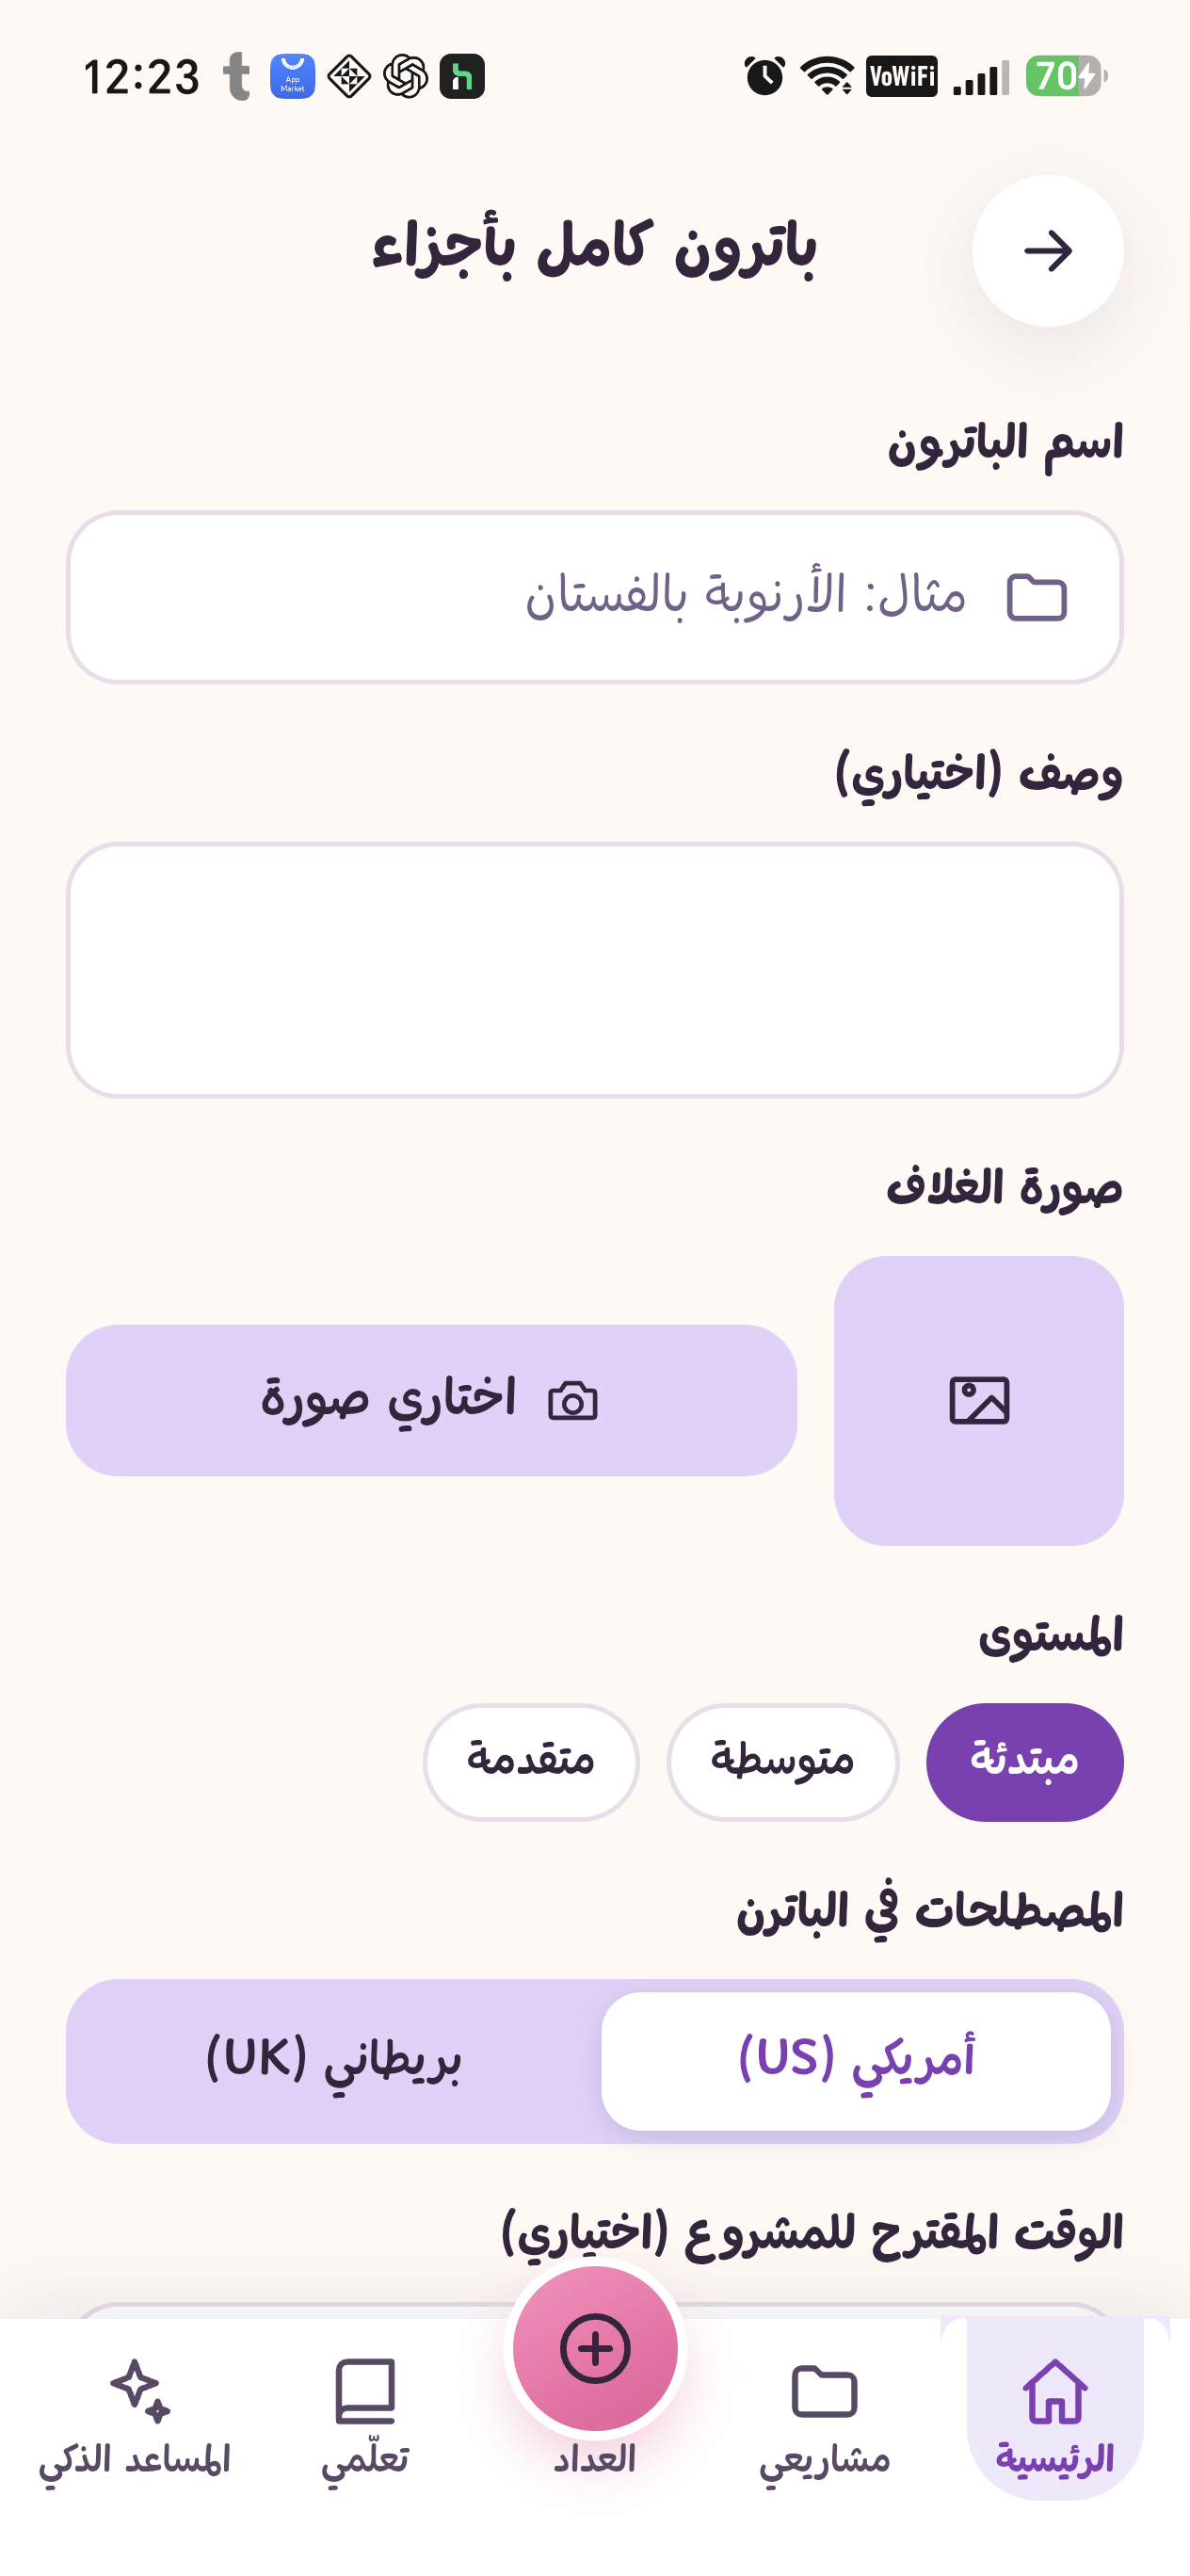 12:23
App Market
VoWiFi
70
باترون كامل بأجزاء
اسم الباترون
مثال: الأرنوبة بالفستان
وصف (اختياري)
صورة الغلاف
اختاري صورة
المستوى
مبتدئة
متوسطة
متقدمة
المصطلحات في الباترن
أمريكي (US)
بريطاني (UK)
الوقت المقترح للمشروع (اختياري)
الرئيسية
مشاريعي
العداد
تعلّمي
المساعد الذكي